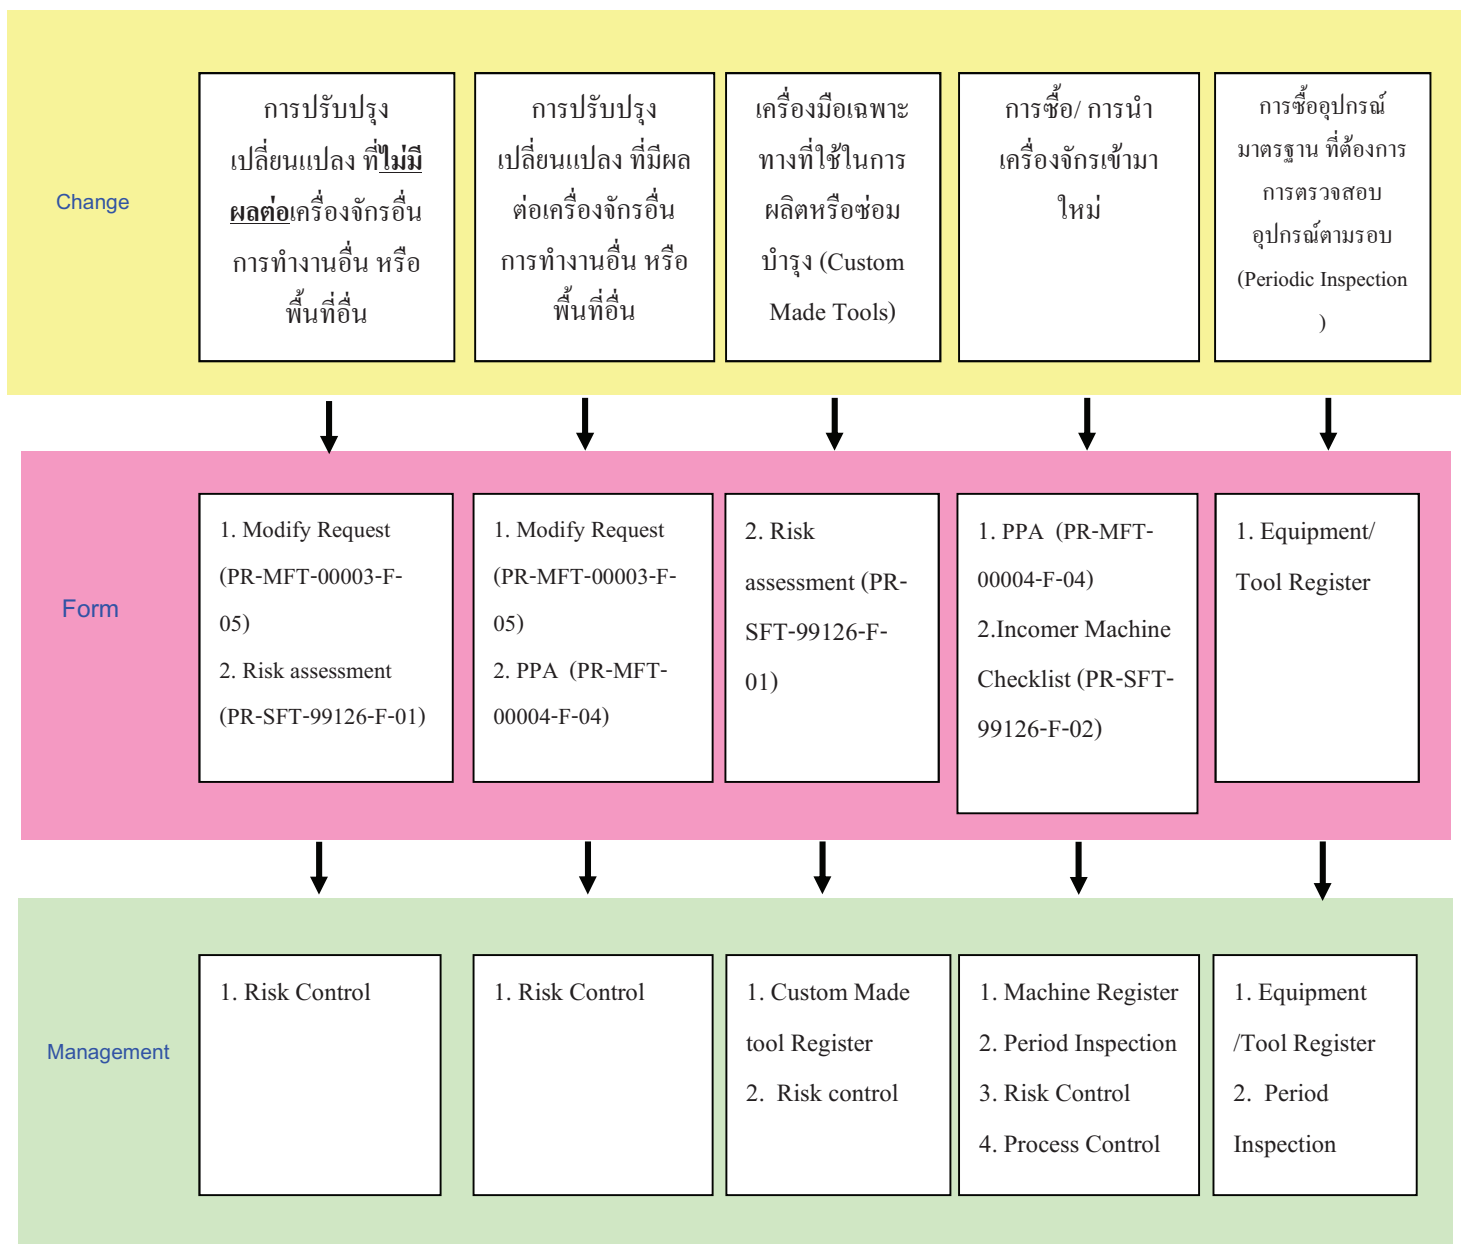 Change
การปรับปรุง
เปลี่ยนแปลง ที่ไม่มี
ผลต่อเครื่องจักรอื่น
การทำงานอื่น หรือ
พื้นที่อื่น
การปรับปรุง
เปลี่ยนแปลง ที่มีผล
ต่อเครื่องจักรอื่น
การทำงานอื่น หรือ
พื้นที่อื่น
เครื่องมือเฉพาะ
ทางที่ใช้ในการ
ผลิตหรือซ่อม
บำรุง (Custom
Made Tools)
การซื้อ/ การนำ
เครื่องจักรเข้ามา
ใหม่
การซื้ออุปกรณ์
มาตรฐาน ที่ต้องการ
การตรวจสอบ
อุปกรณ์ตามรอบ
(Periodic Inspection
)
Form
1. Modify Request
(PR-MFT-00003-F-
05)
2. Risk assessment
(PR-SFT-99126-F-01)
1. Modify Request
(PR-MFT-00003-F-
05)
2. PPA (PR-MFT-
00004-F-04)
2. Risk
assessment (PR-
SFT-99126-F-
01)
1. PPA (PR-MFT-
00004-F-04)
2.Incomer Machine
Checklist (PR-SFT-
99126-F-02)
1. Equipment/
Tool Register
Management
1. Risk Control
1. Risk Control
1. Custom Made
tool Register
2. Risk control
1. Machine Register
2. Period Inspection
3. Risk Control
4. Process Control
1. Equipment
/Tool Register
2. Period
Inspection